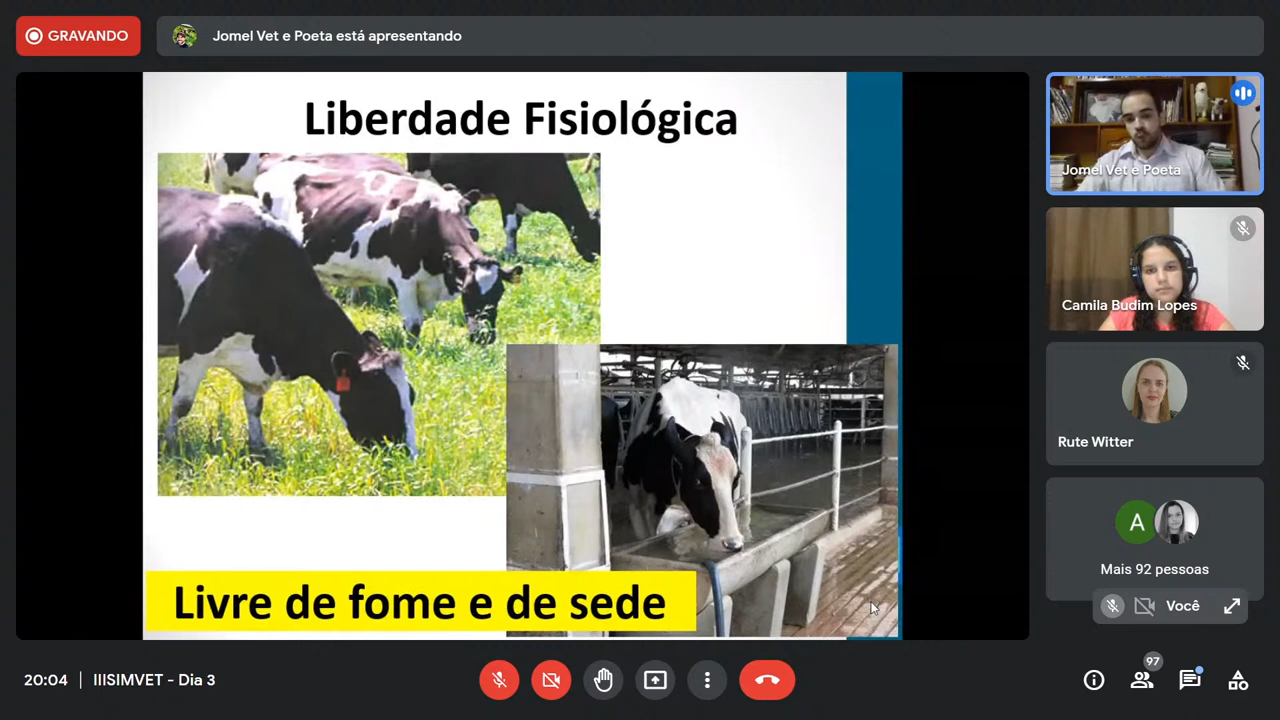 GRAVANDO
Jomel Vet e Poeta está apresentando
Liberdade Fisiológica
Livre de fome e de sede
Jomel Vet e Poeta
Camila Budim Lopes
Rute Witter
A
Mais 92 pessoas
Você
20:04 | IIISIMVET - Dia 3
97